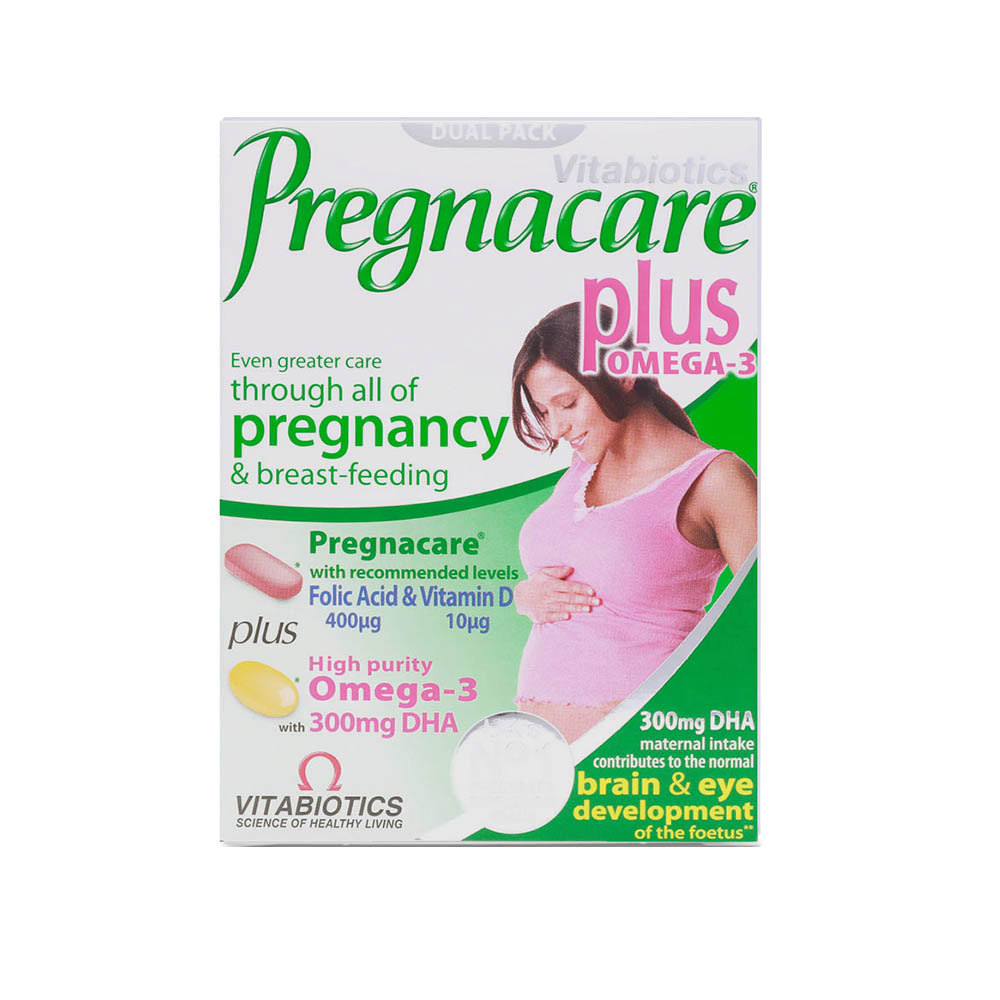 DUAL PACK
Vitabiotics
Pregnacare®
plus
OMEGA-3
Even greater care
through all of
pregnancy
& breast-feeding
Pregnacare®
with recommended levels
Folic Acid & Vitamin D
400µg 10µg
plus
High purity
Omega-3
with 300mg DHA
VITABIOTICS
SCIENCE OF HEALTHY LIVING
300mg DHA
maternal intake
contributes to the normal
brain & eye
development
of the foetus**